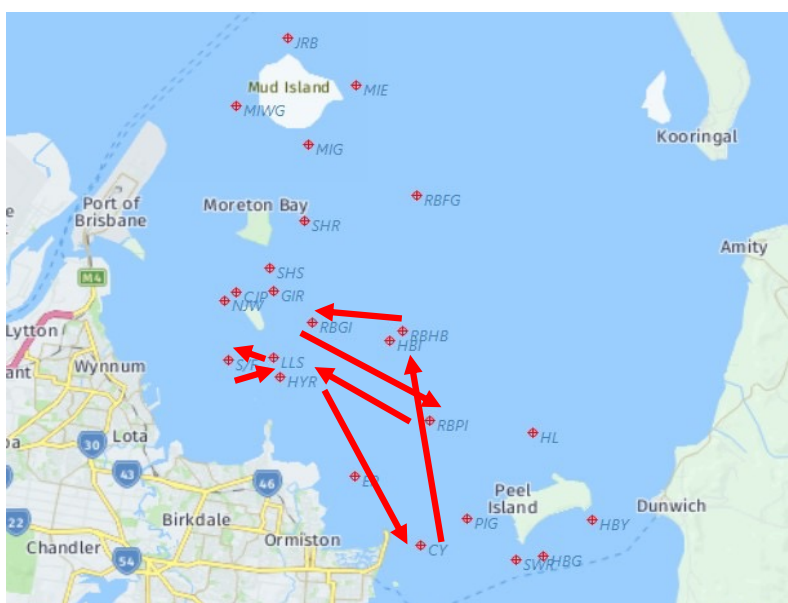 JRB
Mud Island
MIE
MIWG
MIG
Kooringal
RBFG
Port of
Brisbane
Moreton Bay
SHR
Amity
M4
SHS
CJP
GIR
NJW
RBGI
RBHB
HBI
Lytton
LLS
HYR
Wynnum
ant
RBPI
HL
Lota
30
43
46
Peel
Island
PIG
HBY
Dunwich
22
Birkdale
Ormiston
Chandler
CY
54
SWR
HBG